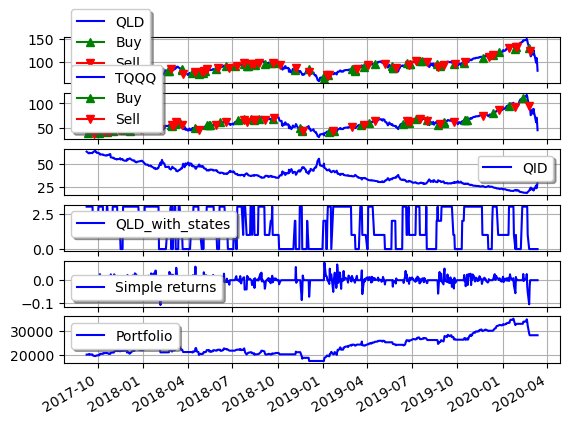 QLD
Buy
Sell
150
100
TQQQ
Buy
Sell
100
50
QID
50
25
QLD_with_states
2.5
0.0
Simple returns
0.0
−0.1
Portfolio
30000
20000
2017-10
2018-01
2018-04
2018-07
2018-10
2019-01
2019-04
2019-07
2019-10
2020-01
2020-04